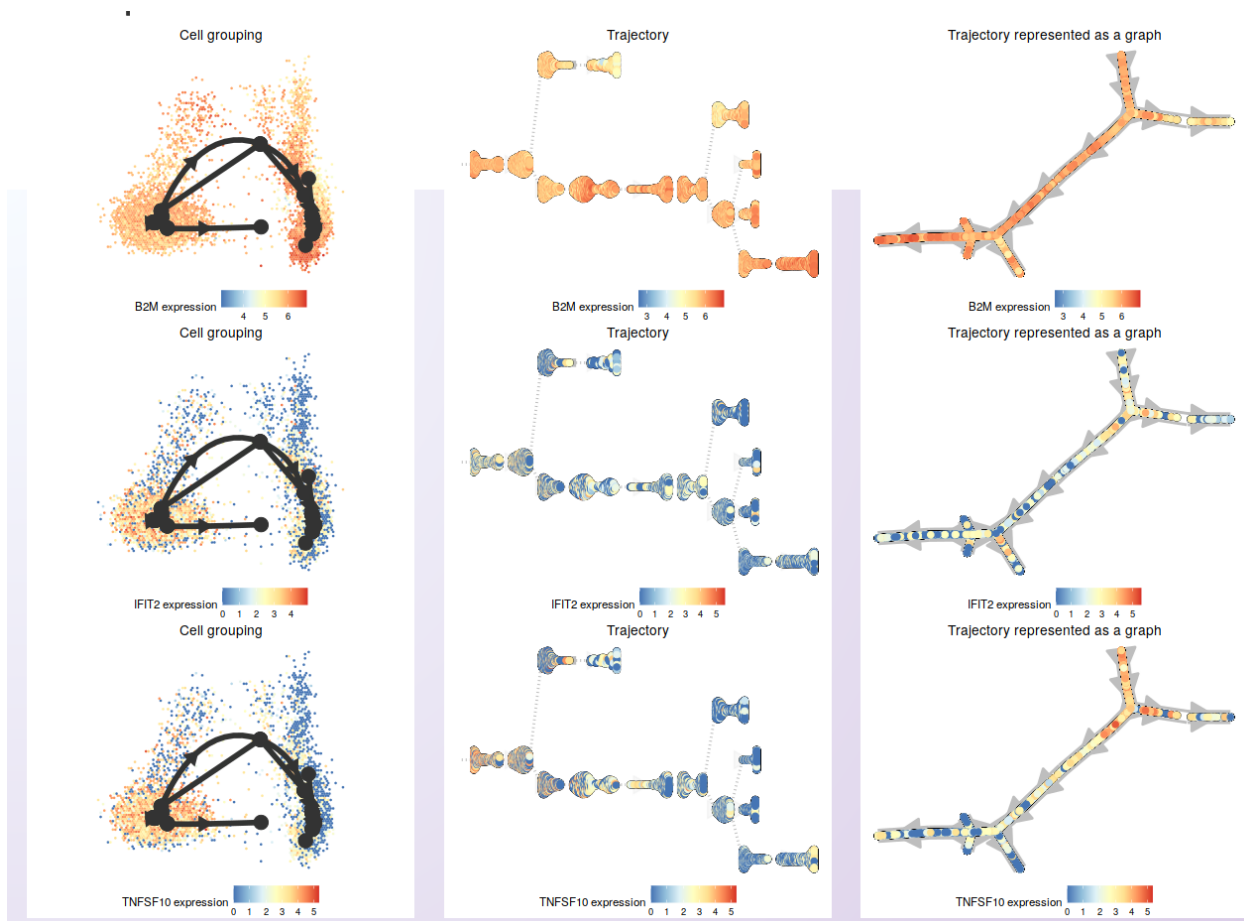 Cell grouping
Trajectory
Trajectory represented as a graph
B2M expression
4 5 6
B2M expression
3 4 5 6
B2M expression
3 4 5 6
Cell grouping
Trajectory
Trajectory represented as a graph
IFIT2 expression
0 1 2 3 4
IFIT2 expression
0 1 2 3 4 5
IFIT2 expression
0 1 2 3 4 5
Cell grouping
Trajectory
Trajectory represented as a graph
TNFSF10 expression
0 1 2 3 4 5
TNFSF10 expression
0 1 2 3 4 5
TNFSF10 expression
0 1 2 3 4 5